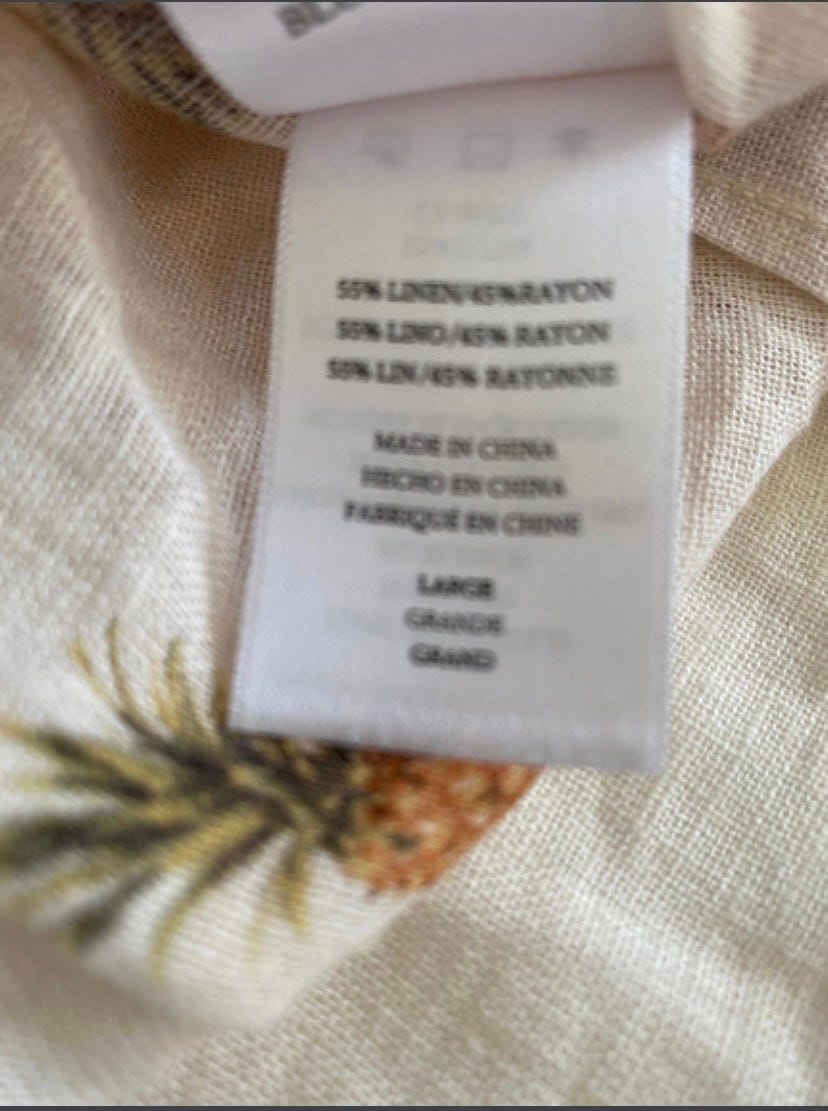 55% LINEN/45%RAYON
55% LINO/45% RAYON
55% LIN/45% RAYONNE
MADE IN CHINA
HECHO EN CHINA
FABRIQUÉ EN CHINE
LARGE
GRANDE
GRAND